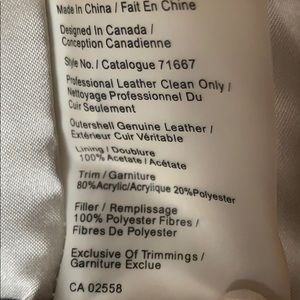 Made In China / Fait En Chine
Designed In Canada /
Conception Canadienne
Style No. / Catalogue 71667
Professional Leather Clean Only /
Nettoyage Professionnel Du
Cuir Seulement
Outershell Genuine Leather /
Extérieur Cuir Véritable
Lining / Doublure
100% Acetate / Acétate
Trim / Garniture
80%Acrylic/Acrylique 20%Polyester
Filler / Remplissage
100% Polyester Fibres /
Fibres De Polyester
Exclusive Of Trimmings /
Garniture Exclue
CA 02558